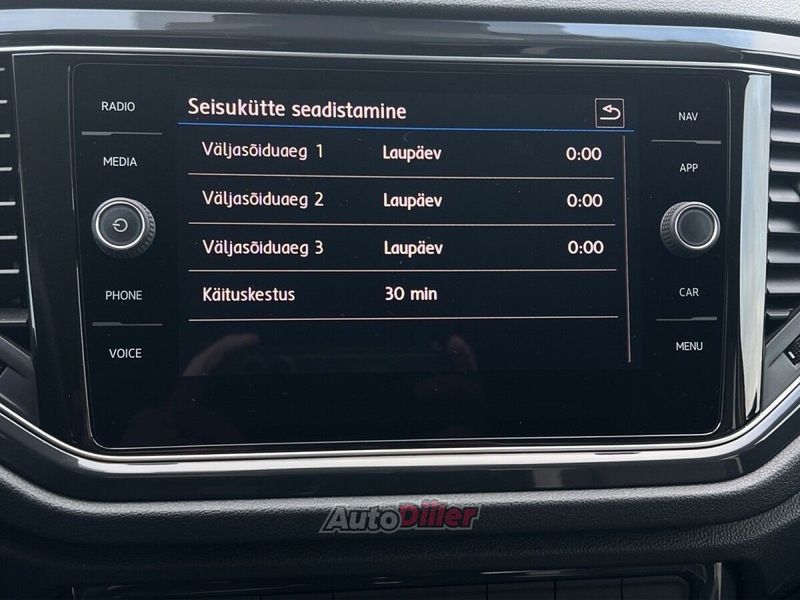 RADIO
MEDIA
PHONE
VOICE
Seisukütte seadistamine
Väljasõiduaeg 1 Laupäev 0:00
Väljasõiduaeg 2 Laupäev 0:00
Väljasõiduaeg 3 Laupäev 0:00
Käituskestus 30 min
NAV
APP
CAR
MENU
AutoDiller